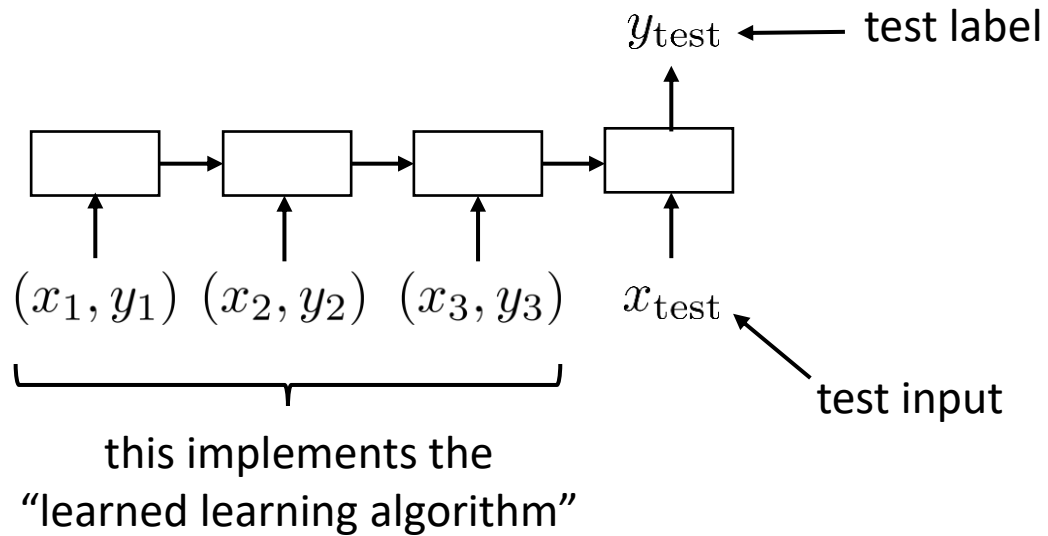 y_test
test label
(x_1, y_1) (x_2, y_2) (x_3, y_3) x_test
test input
this implements the
“learned learning algorithm”